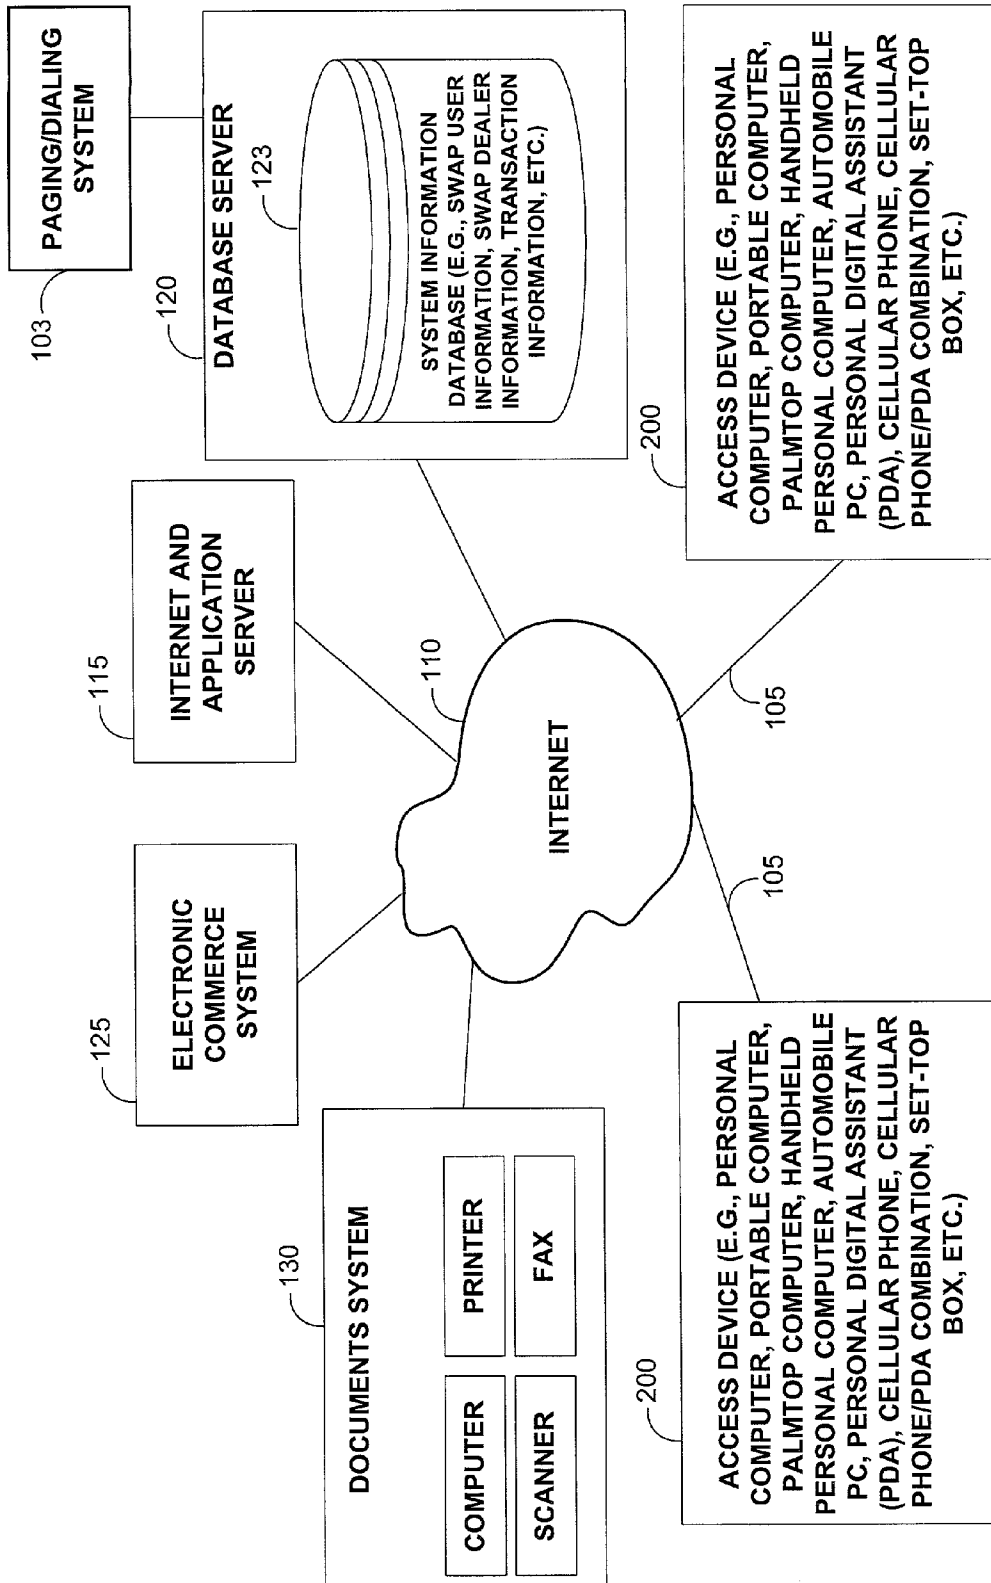 130
DOCUMENTS SYSTEM
COMPUTER
PRINTER
SCANNER
FAX
125
ELECTRONIC
COMMERCE
SYSTEM
115
INTERNET AND
APPLICATION
SERVER
103
PAGING/DIALING
SYSTEM
120
DATABASE SERVER
123
SYSTEM INFORMATION
DATABASE (E.G., SWAP USER
INFORMATION, SWAP DEALER
INFORMATION, TRANSACTION
INFORMATION, ETC.)
110
INTERNET
105
105
200
ACCESS DEVICE (E.G., PERSONAL
COMPUTER, PORTABLE COMPUTER,
PALMTOP COMPUTER, HANDHELD
PERSONAL COMPUTER, AUTOMOBILE
PC, PERSONAL DIGITAL ASSISTANT
(PDA), CELLULAR PHONE, CELLULAR
PHONE/PDA COMBINATION, SET-TOP
BOX, ETC.)
200
ACCESS DEVICE (E.G., PERSONAL
COMPUTER, PORTABLE COMPUTER,
PALMTOP COMPUTER, HANDHELD
PERSONAL COMPUTER, AUTOMOBILE
PC, PERSONAL DIGITAL ASSISTANT
(PDA), CELLULAR PHONE, CELLULAR
PHONE/PDA COMBINATION, SET-TOP
BOX, ETC.)